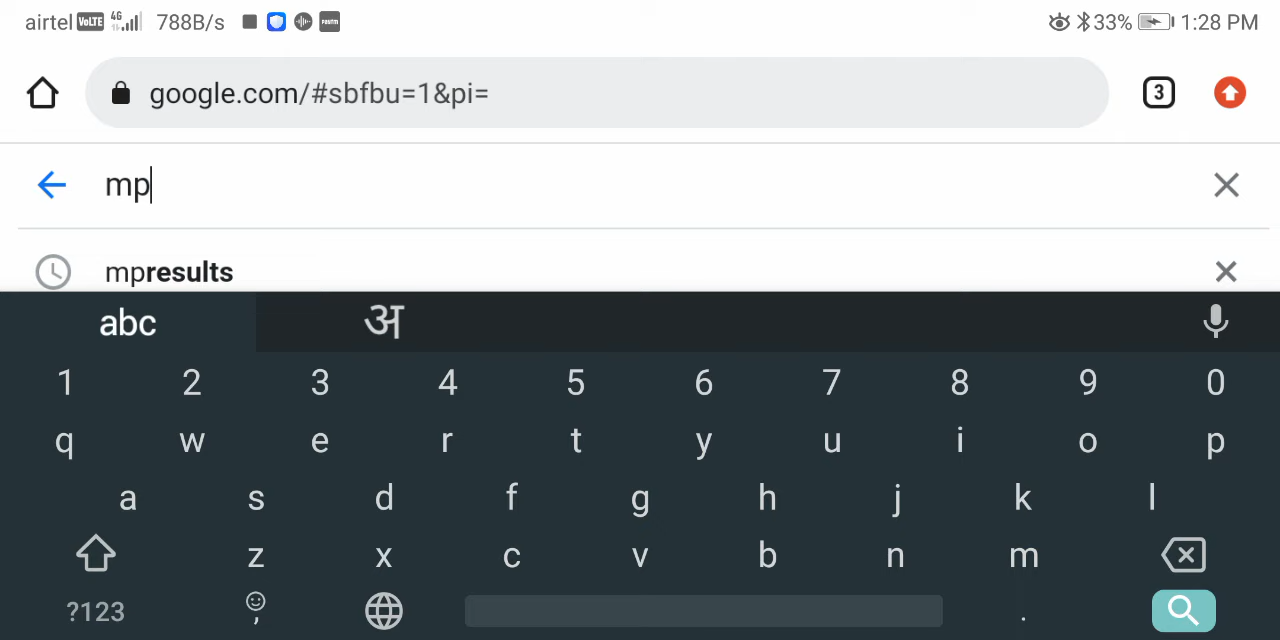 airtel VoLTE 4G 788B/s Paytm 33% 1:28 PM
google.com/#sbfbu=1&pi= 3
mp
mpresults
abc अ
1 2 3 4 5 6 7 8 9 0
q w e r t y u i o p
a s d f g h j k l
z x c v b n m
?123 , .